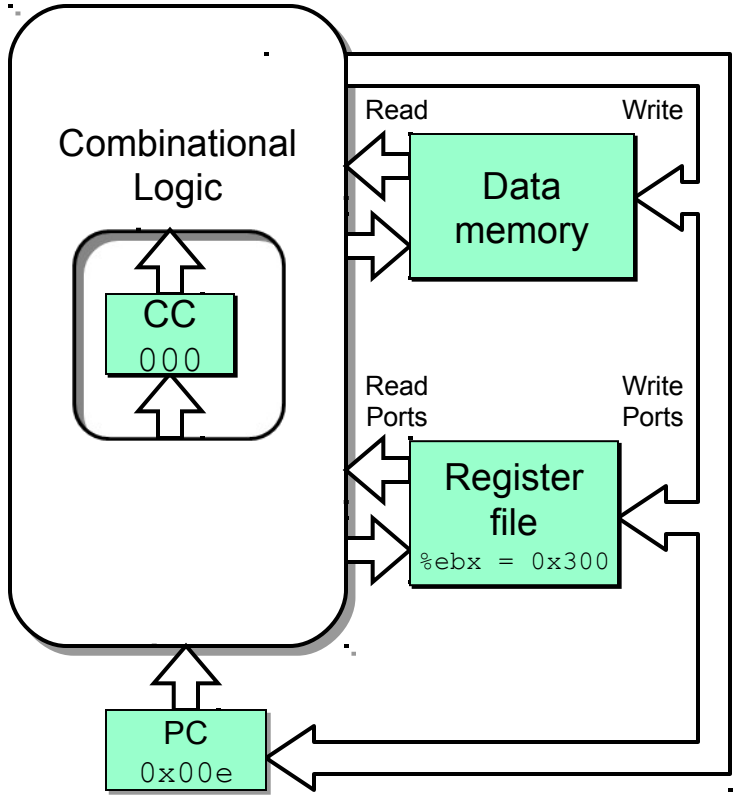 Combinational
Logic
CC
000
Read
Write
Data
memory
Read
Ports
Write
Ports
Register
file
%ebx = 0x300
PC
0x00e